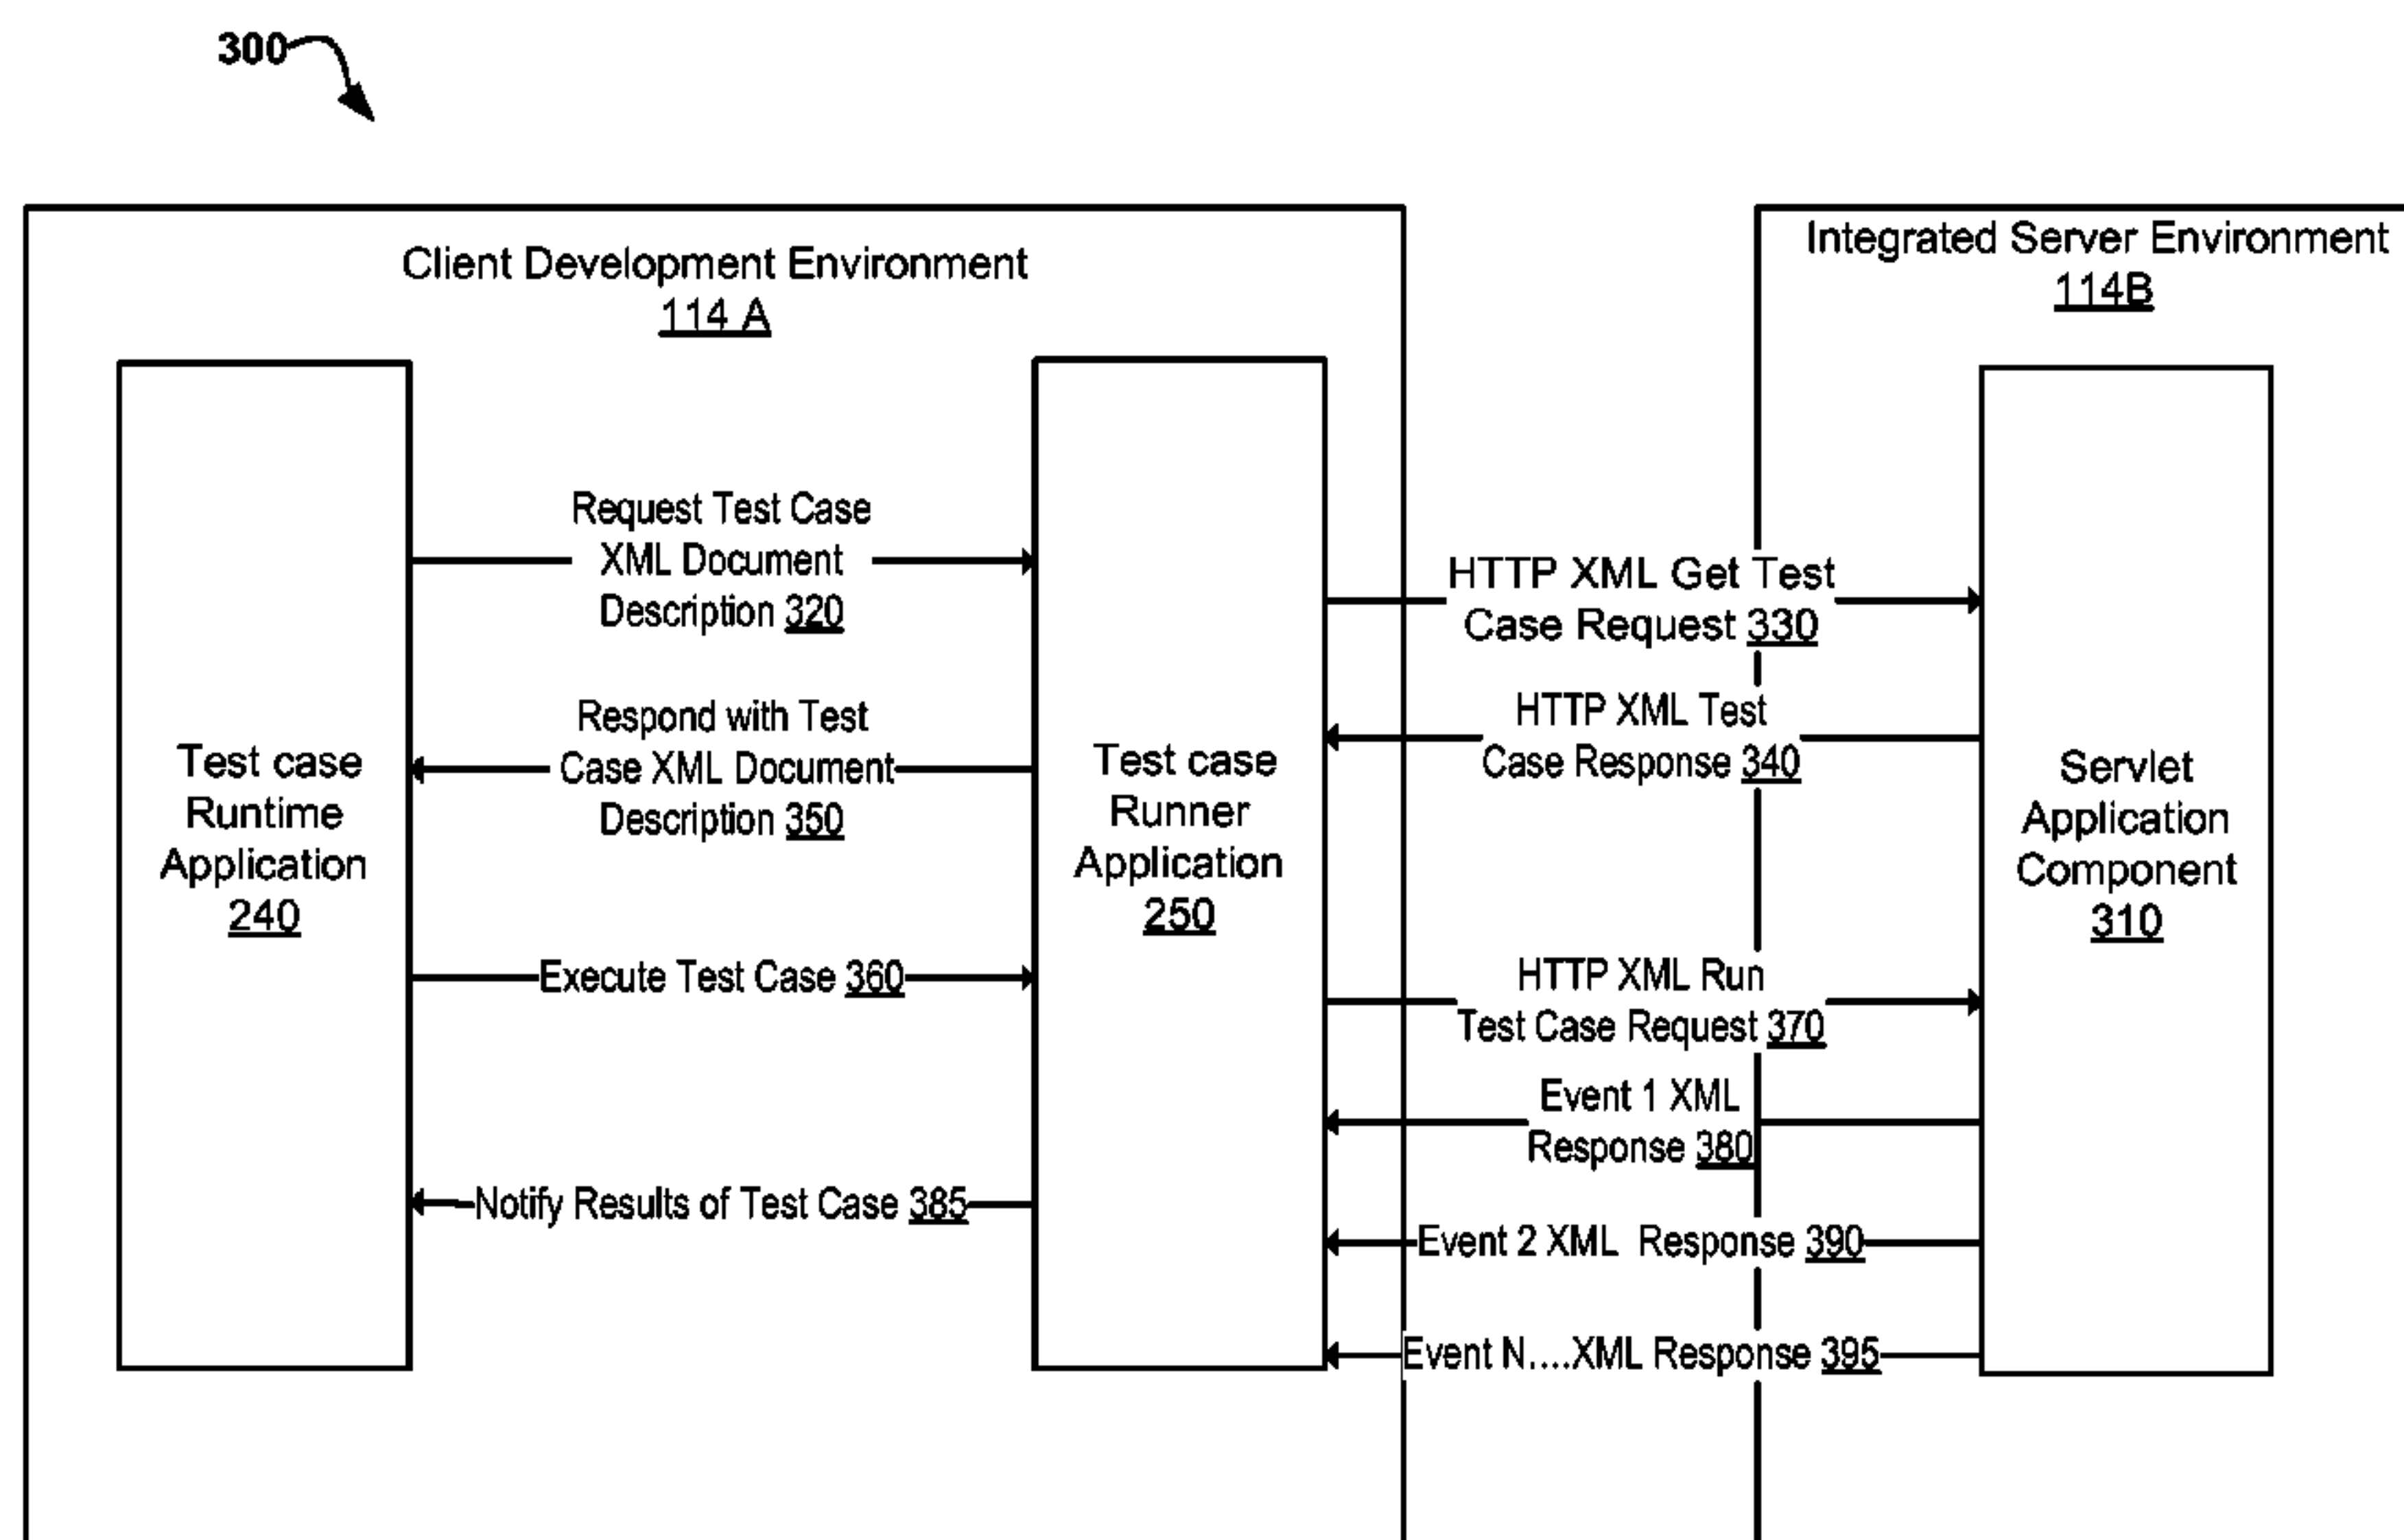 300
Client Development Environment
114 A
Integrated Server Environment
114B
Test case
Runtime
Application
240
Request Test Case
XML Document
Description 320
Respond with Test
Case XML Document
Description 350
Execute Test Case 360
Notify Results of Test Case 385
Test case
Runner
Application
250
HTTP XML Get Test
Case Request 330
HTTP XML Test
Case Response 340
HTTP XML Run
Test Case Request 370
Event 1 XML
Response 380
Event 2 XML Response 390
Event N....XML Response 395
Servlet
Application
Component
310